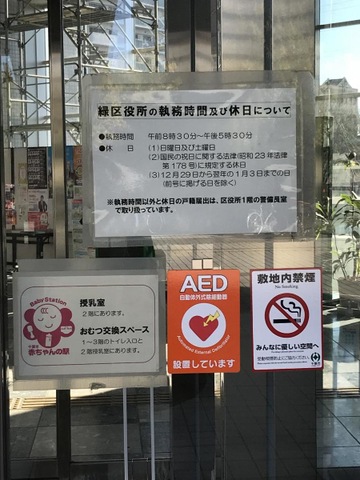 緑区役所の執務時間及び休日について
●執務時間 午前8時30分～午後5時30分
●休 日 (1)日曜日及び土曜日
(2)国民の祝日に関する法律(昭和23年法律
第178号)に規定する休日
(3)12月29日から翌年の1月3日までの日
(前号に掲げる日を除く)
※執務時間以外と休日の戸籍届出は、区役所1階の警備員室
で取り扱っています。
Baby Station
千葉市
赤ちゃんの駅
授乳室
2階にあります。
おむつ交換スペース
1～3階のトイレ入口と
2階授乳室にあります。
AED
自動体外式除細動器
Automated External Defibrillator
設置しています
敷地内禁煙
No Smoking
みんなに優しい空間へ
千葉市